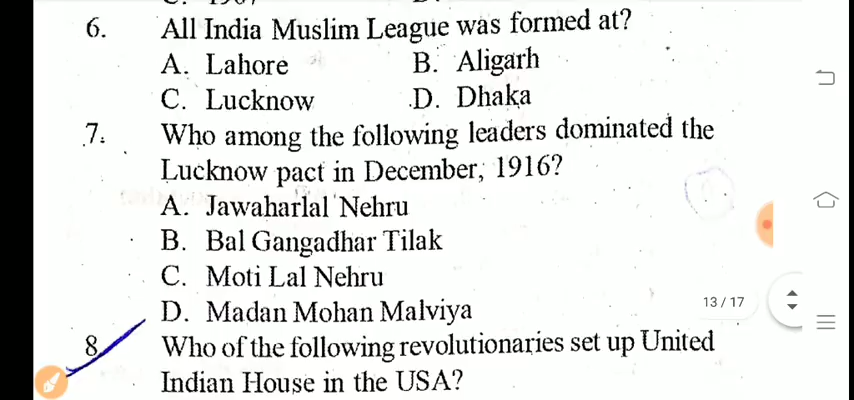 6. All India Muslim League was formed at?
A. Lahore B. Aligarh
C. Lucknow D. Dhaka
7. Who among the following leaders dominated the
Lucknow pact in December, 1916?
A. Jawaharlal Nehru
B. Bal Gangadhar Tilak
C. Moti Lal Nehru
D. Madan Mohan Malviya
13 / 17
8. Who of the following revolutionaries set up United
Indian House in the USA?